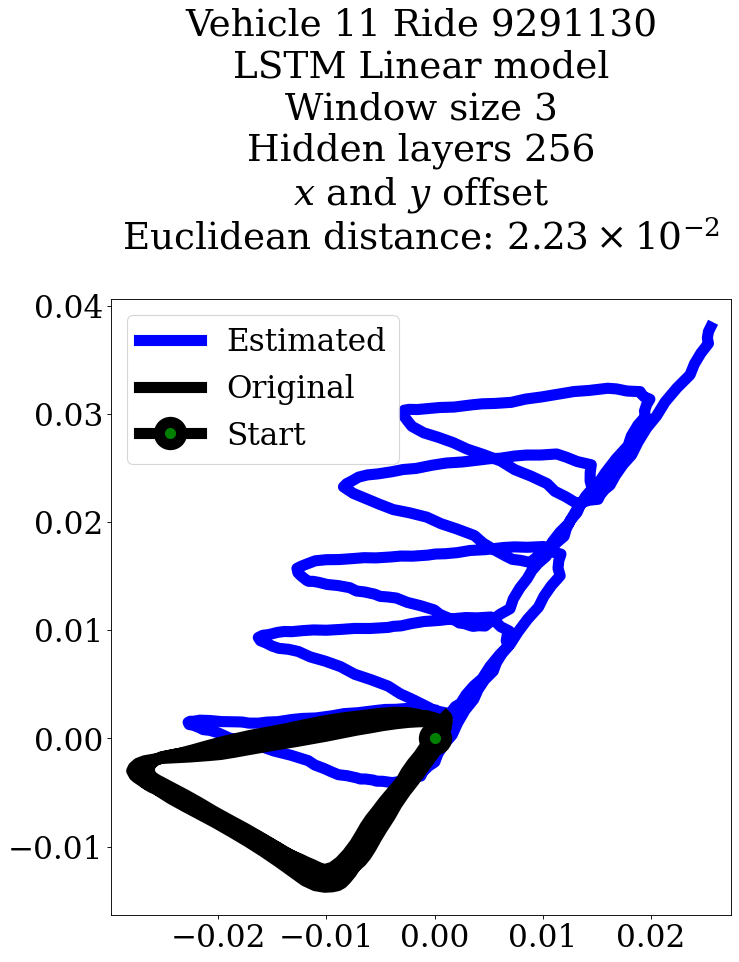 Vehicle 11 Ride 9291130
LSTM Linear model
Window size 3
Hidden layers 256
x and y offset
Euclidean distance: 2.23 × 10⁻²
0.04
0.03
0.02
0.01
0.00
−0.01
Estimated
Original
Start
−0.02 −0.01 0.00 0.01 0.02